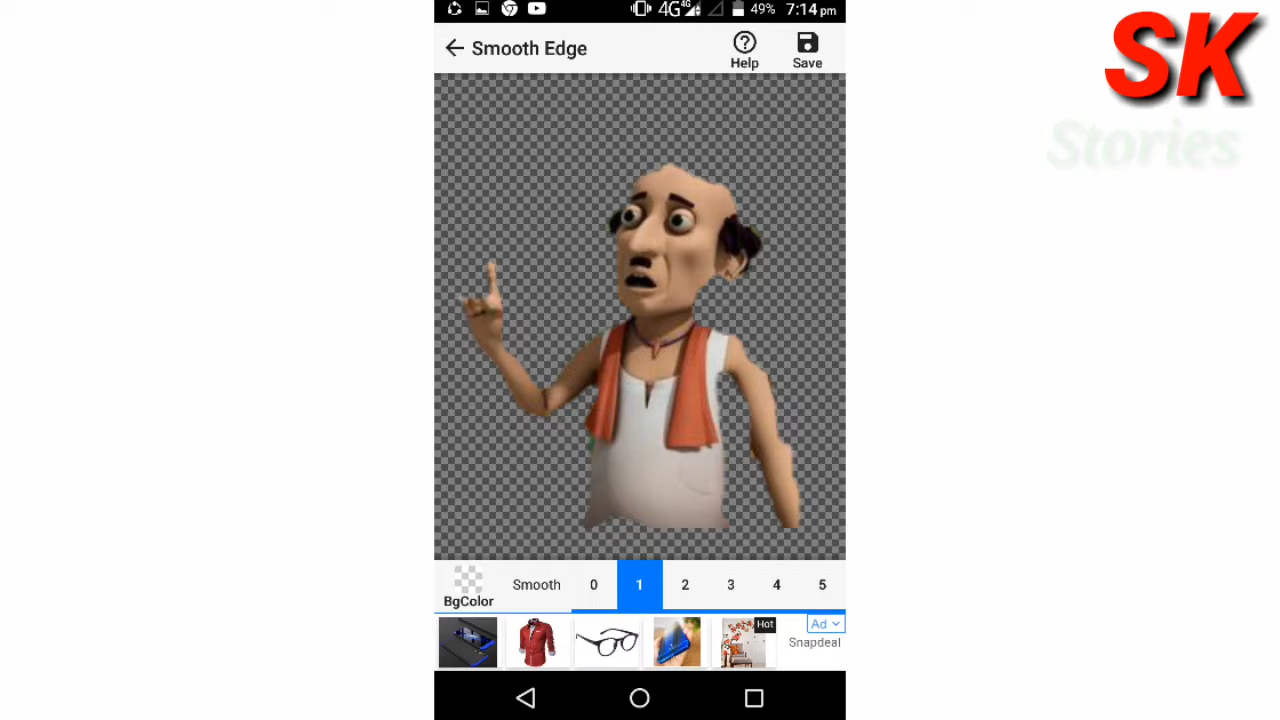 4G 4G 49% 7:14 pm
SK
Stories
Smooth Edge
Help
Save
BgColor
Smooth 0 1 2 3 4 5
Hot
Ad
Snapdeal